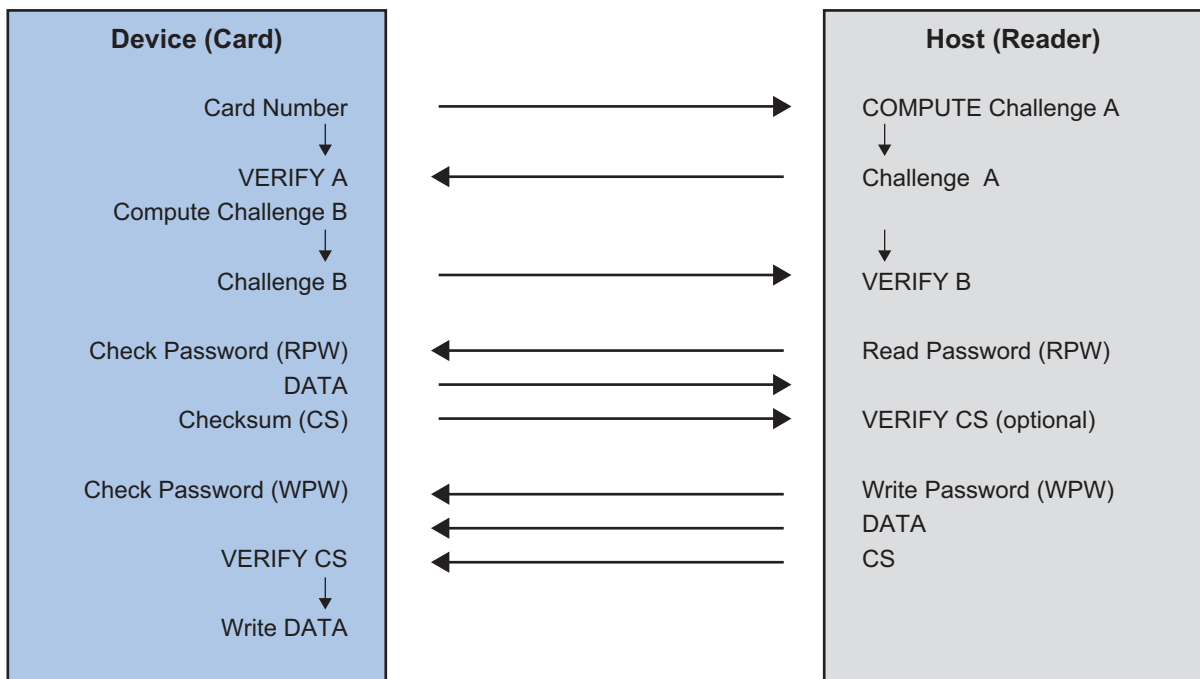 Device (Card)
Host (Reader)
Card Number
COMPUTE Challenge A
VERIFY A
Challenge A
Compute Challenge B
Challenge B
VERIFY B
Check Password (RPW)
Read Password (RPW)
DATA
Checksum (CS)
VERIFY CS (optional)
Check Password (WPW)
Write Password (WPW)
DATA
VERIFY CS
CS
Write DATA